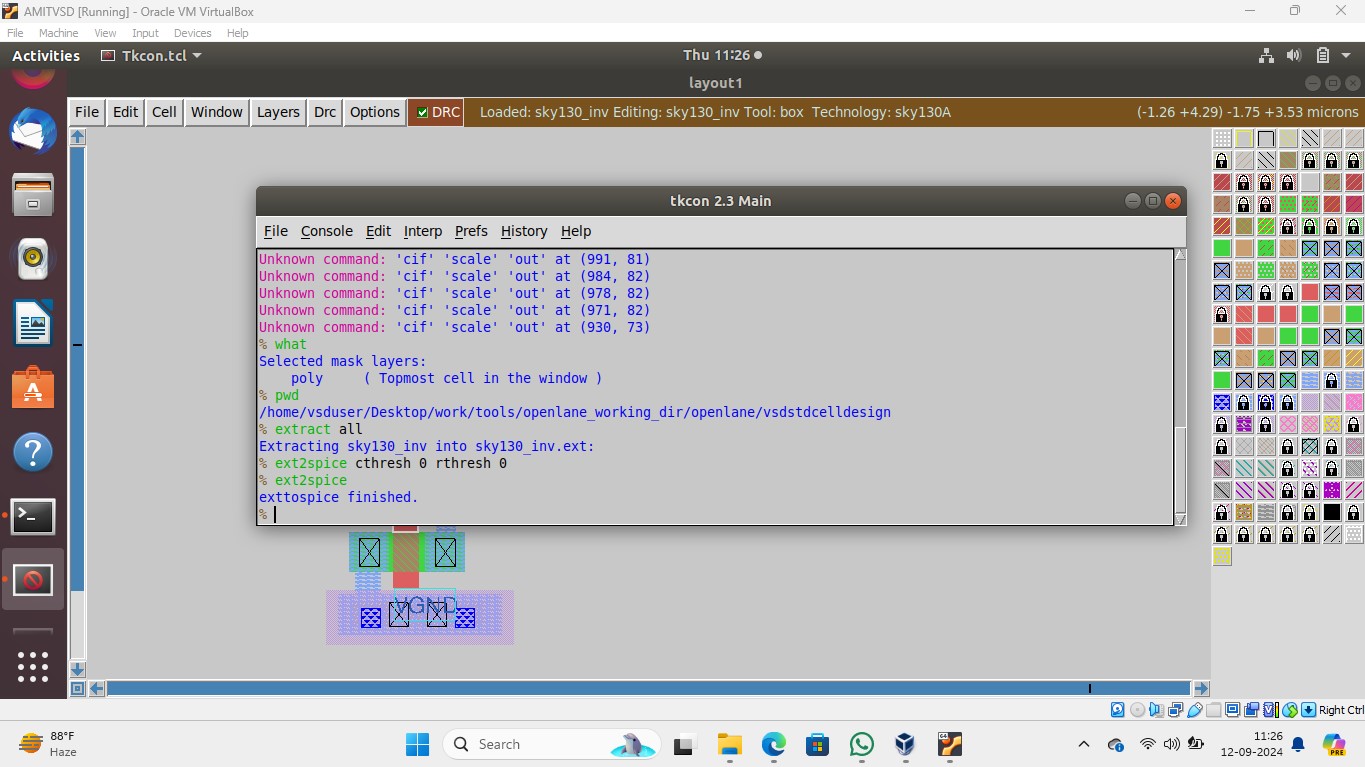 AMITVSD [Running] - Oracle VM VirtualBox
File Machine View Input Devices Help
Activities Tkcon.tcl Thu 11:26
layout1
File Edit Cell Window Layers Drc Options DRC Loaded: sky130_inv Editing: sky130_inv Tool: box Technology: sky130A (-1.26 +4.29) -1.75 +3.53 microns
tkcon 2.3 Main
File Console Edit Interp Prefs History Help
Unknown command: 'cif' 'scale' 'out' at (991, 81)
Unknown command: 'cif' 'scale' 'out' at (984, 82)
Unknown command: 'cif' 'scale' 'out' at (978, 82)
Unknown command: 'cif' 'scale' 'out' at (971, 82)
Unknown command: 'cif' 'scale' 'out' at (930, 73)
% what
Selected mask layers:
poly ( Topmost cell in the window )
% pwd
/home/vsduser/Desktop/work/tools/openlane_working_dir/openlane/vsdstdcelldesign
% extract all
Extracting sky130_inv into sky130_inv.ext:
% ext2spice cthresh 0 rthresh 0
% ext2spice
exttospice finished.
%
VGND
Right Ctrl
88°F
Haze
Search
11:26
12-09-2024
PRE